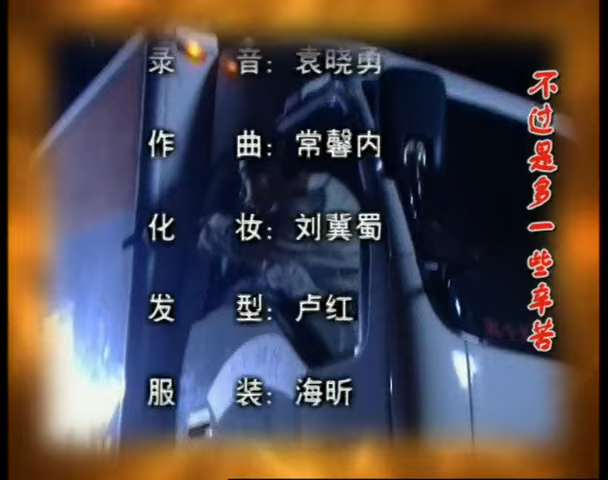 录 音：袁晓勇
作 曲：常馨内
化 妆：刘冀蜀
发 型：卢红
服 装：海昕
不过是多一些辛苦